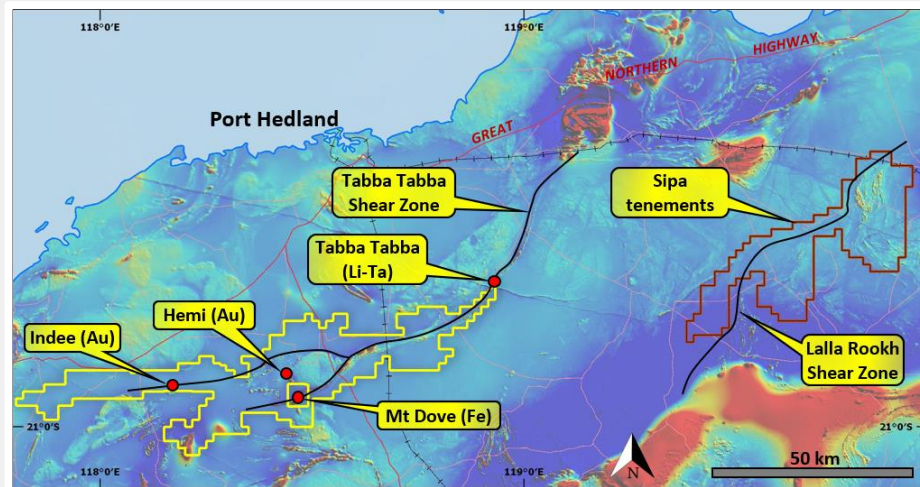 118°0'E
119°0'E
GREAT
NORTHERN
HIGHWAY
Port Hedland
Tabba Tabba
Shear Zone
Sipa
tenements
Tabba Tabba
(Li-Ta)
Hemi (Au)
Indee (Au)
Lalla Rookh
Shear Zone
Mt Dove (Fe)
21°0'S
21°0'S
118°0'E
119°0'E
N
50 km